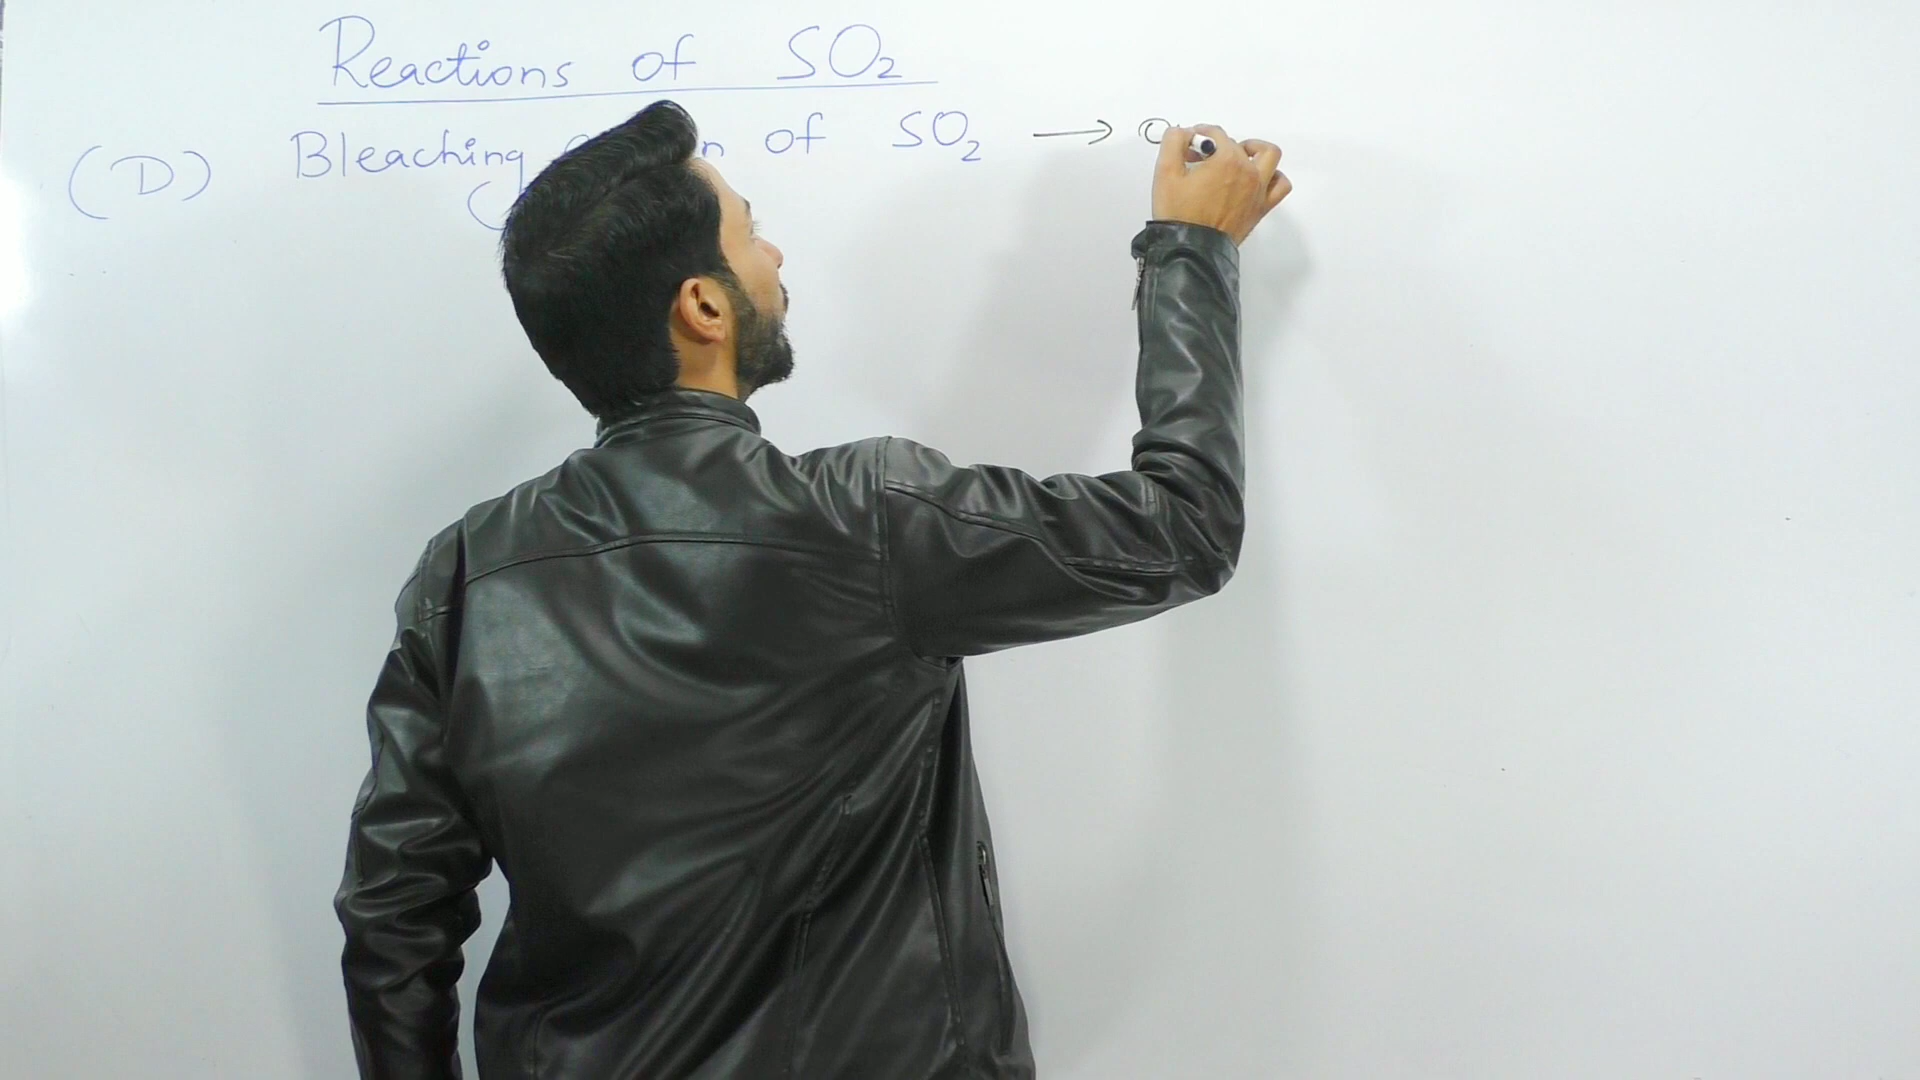 Reactions of SO₂
(D) Bleaching of SO₂ →